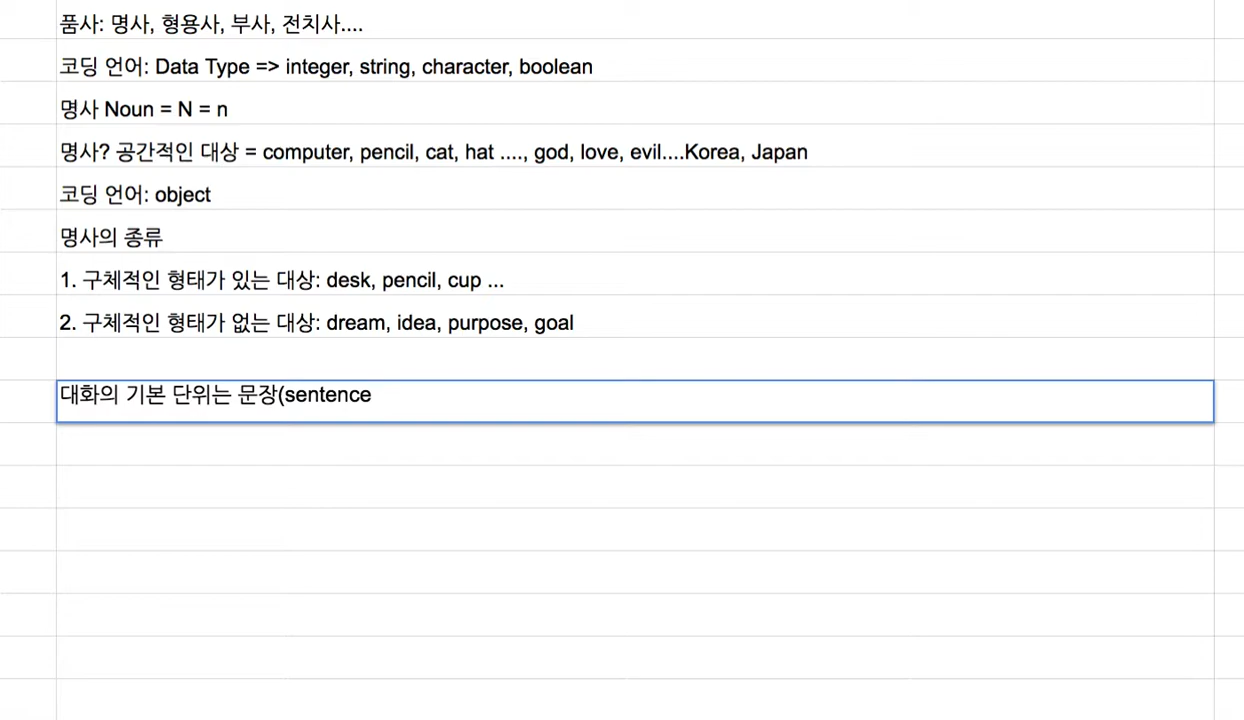 품사: 명사, 형용사, 부사, 전치사....
코딩 언어: Data Type => integer, string, character, boolean
명사 Noun = N = n
명사? 공간적인 대상 = computer, pencil, cat, hat ...., god, love, evil....Korea, Japan
코딩 언어: object
명사의 종류
1. 구체적인 형태가 있는 대상: desk, pencil, cup ...
2. 구체적인 형태가 없는 대상: dream, idea, purpose, goal
대화의 기본 단위는 문장(sentence